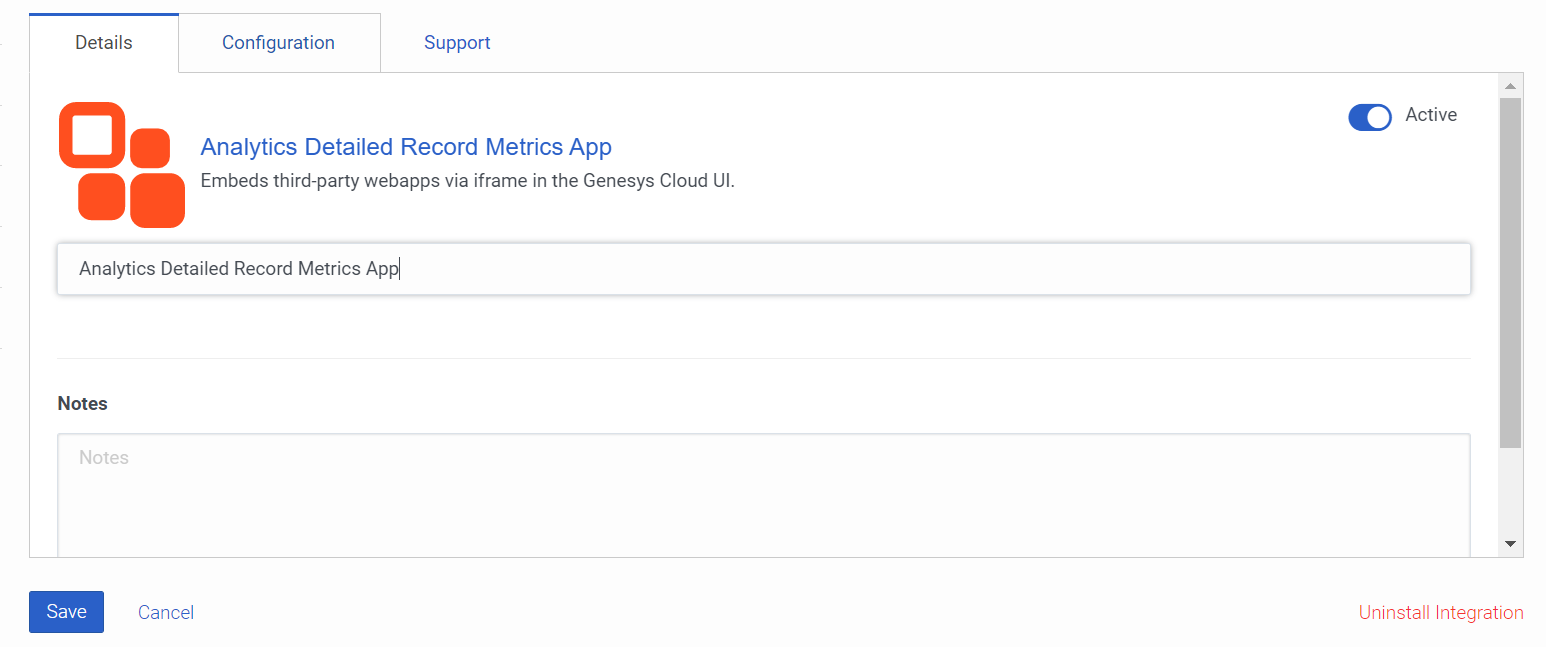 Details
Configuration
Support
Active
Analytics Detailed Record Metrics App
Embeds third-party webapps via iframe in the Genesys Cloud UI.
Analytics Detailed Record Metrics App
Notes
Notes
Save
Cancel
Uninstall Integration